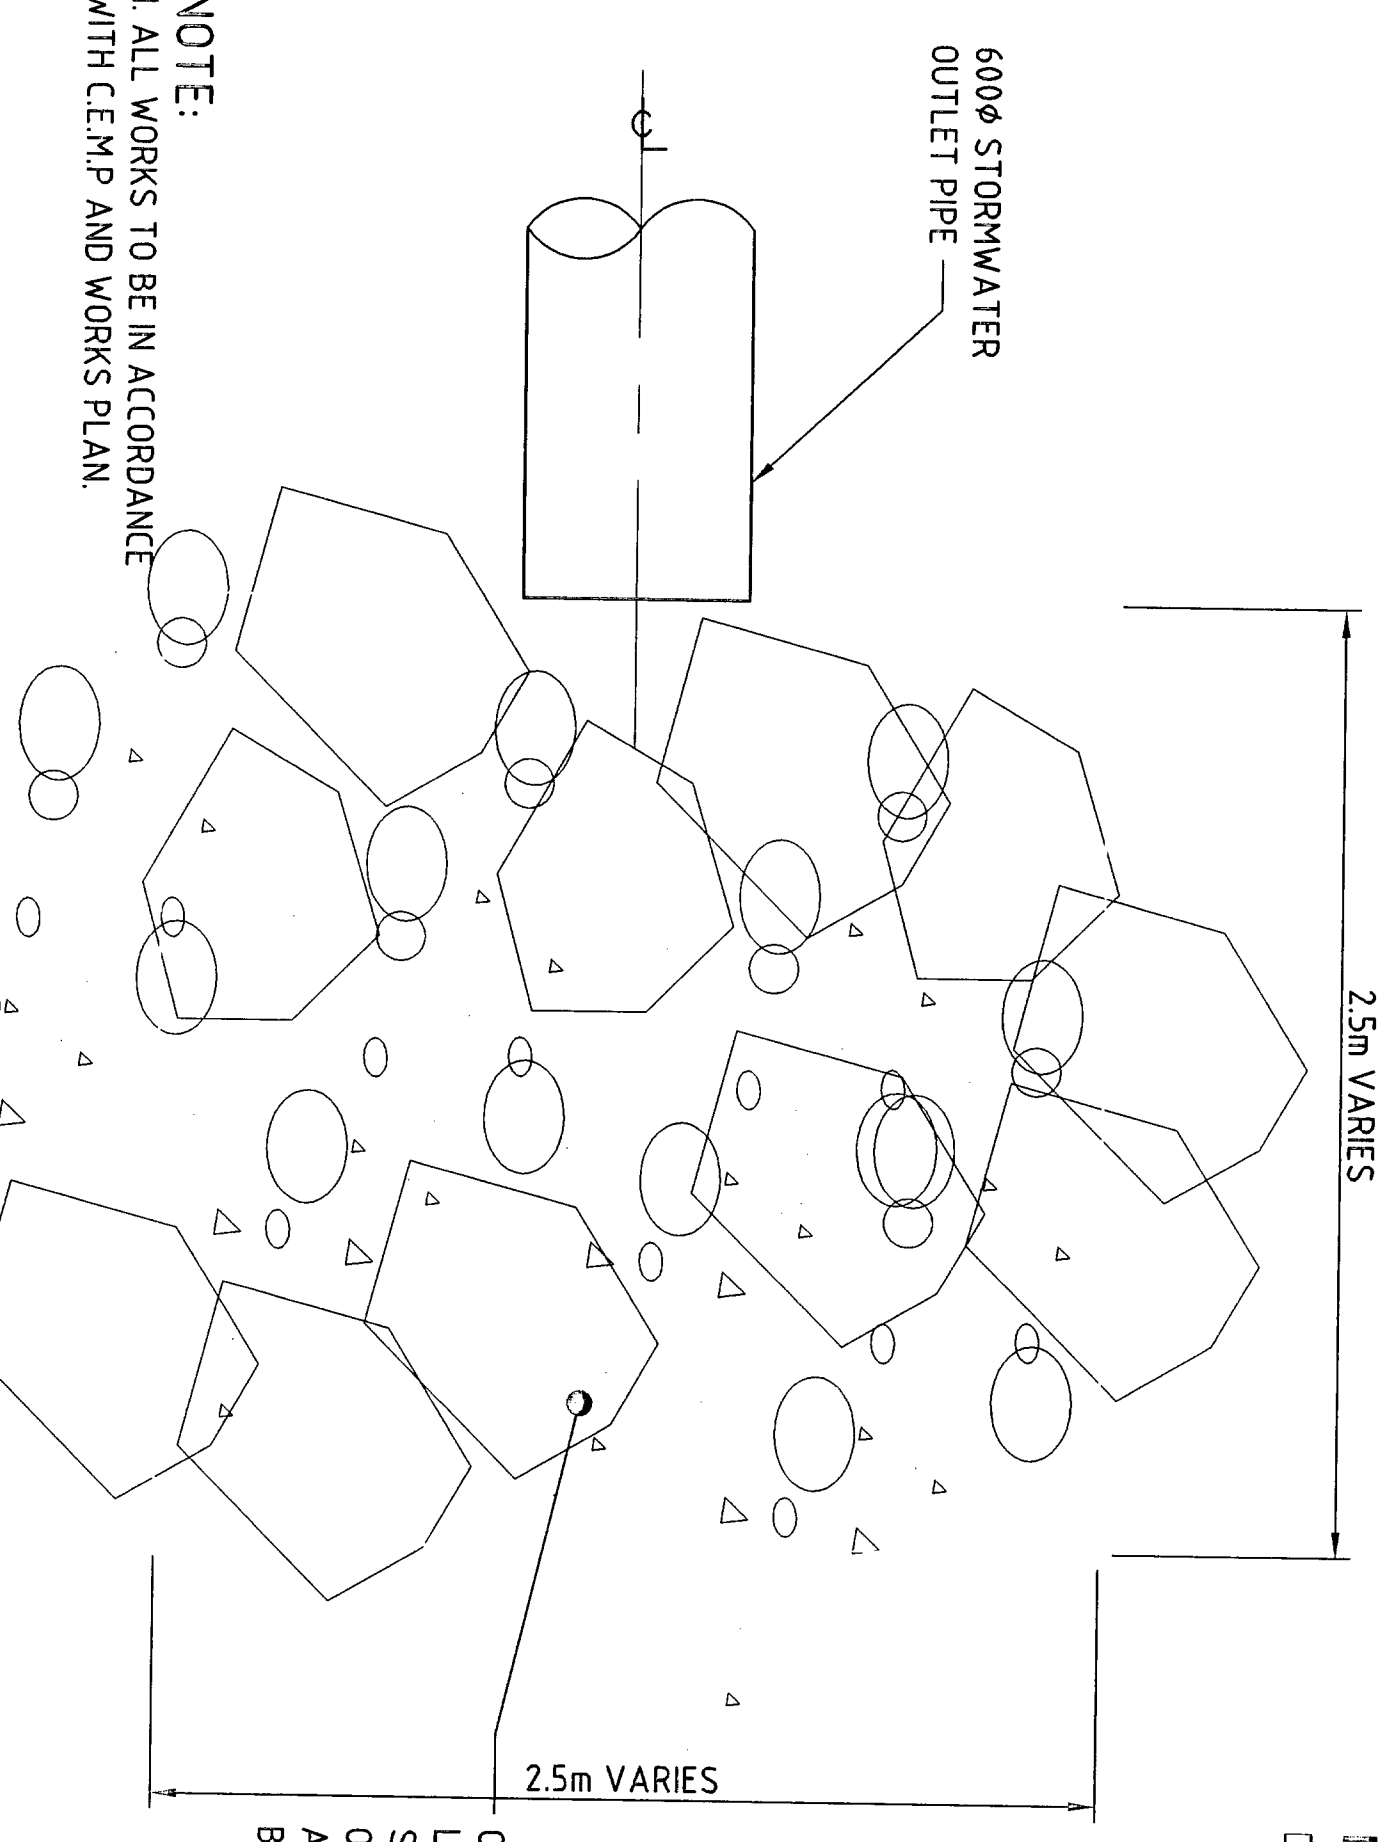 600Ø STORMWATER
OUTLET PIPE
℄
NOTE:
1. ALL WORKS TO BE IN ACCORDANCE
WITH C.E.M.P AND WORKS PLAN.
2.5m VARIES
2.5m VARIES